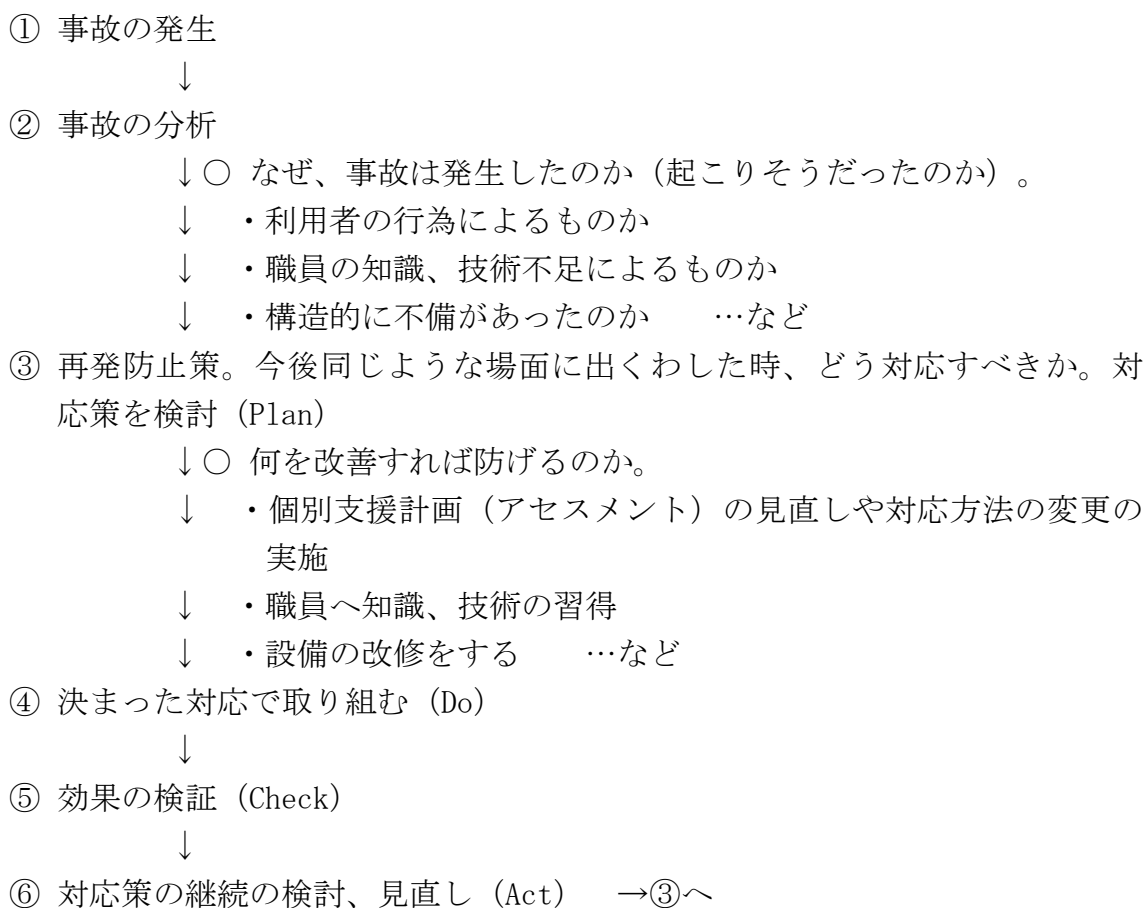 ① 事故の発生
↓
② 事故の分析
↓○ なぜ、事故は発生したのか（起こりそうだったのか）。
↓　・利用者の行為によるものか
↓　・職員の知識、技術不足によるものか
↓　・構造的に不備があったのか　　…など
③ 再発防止策。今後同じような場面に出くわした時、どう対応すべきか。対
応策を検討（Plan）
↓○ 何を改善すれば防げるのか。
↓　・個別支援計画（アセスメント）の見直しや対応方法の変更の
実施
↓　・職員へ知識、技術の習得
↓　・設備の改修をする　　…など
④ 決まった対応で取り組む（Do）
↓
⑤ 効果の検証（Check）
↓
⑥ 対応策の継続の検討、見直し（Act）　→③へ